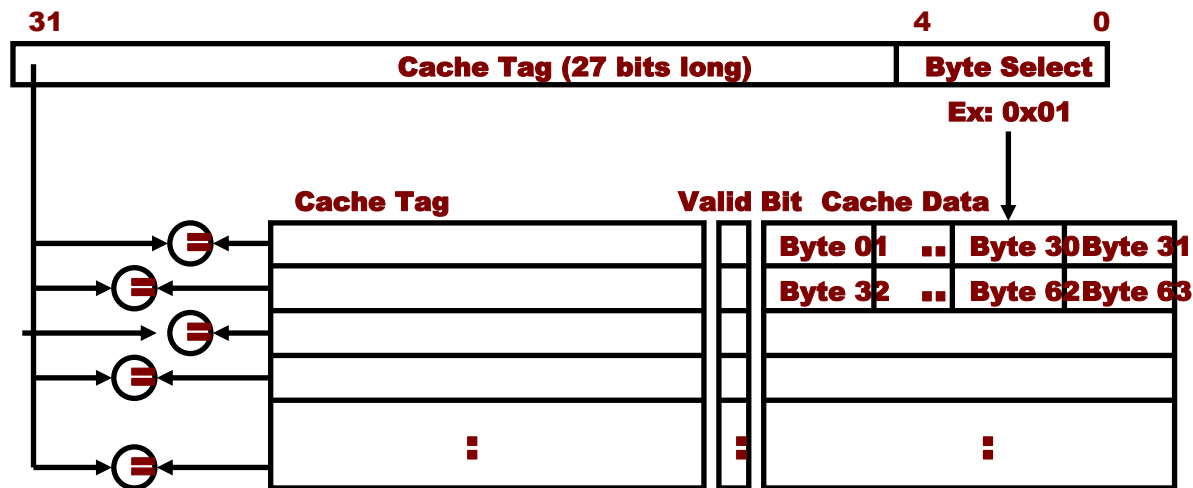 31 4 0
Cache Tag (27 bits long) Byte Select
Ex: 0x01
Cache Tag Valid Bit Cache Data
= Byte 01 .. Byte 30 Byte 31
= Byte 32 .. Byte 62 Byte 63
=
=
= : : :